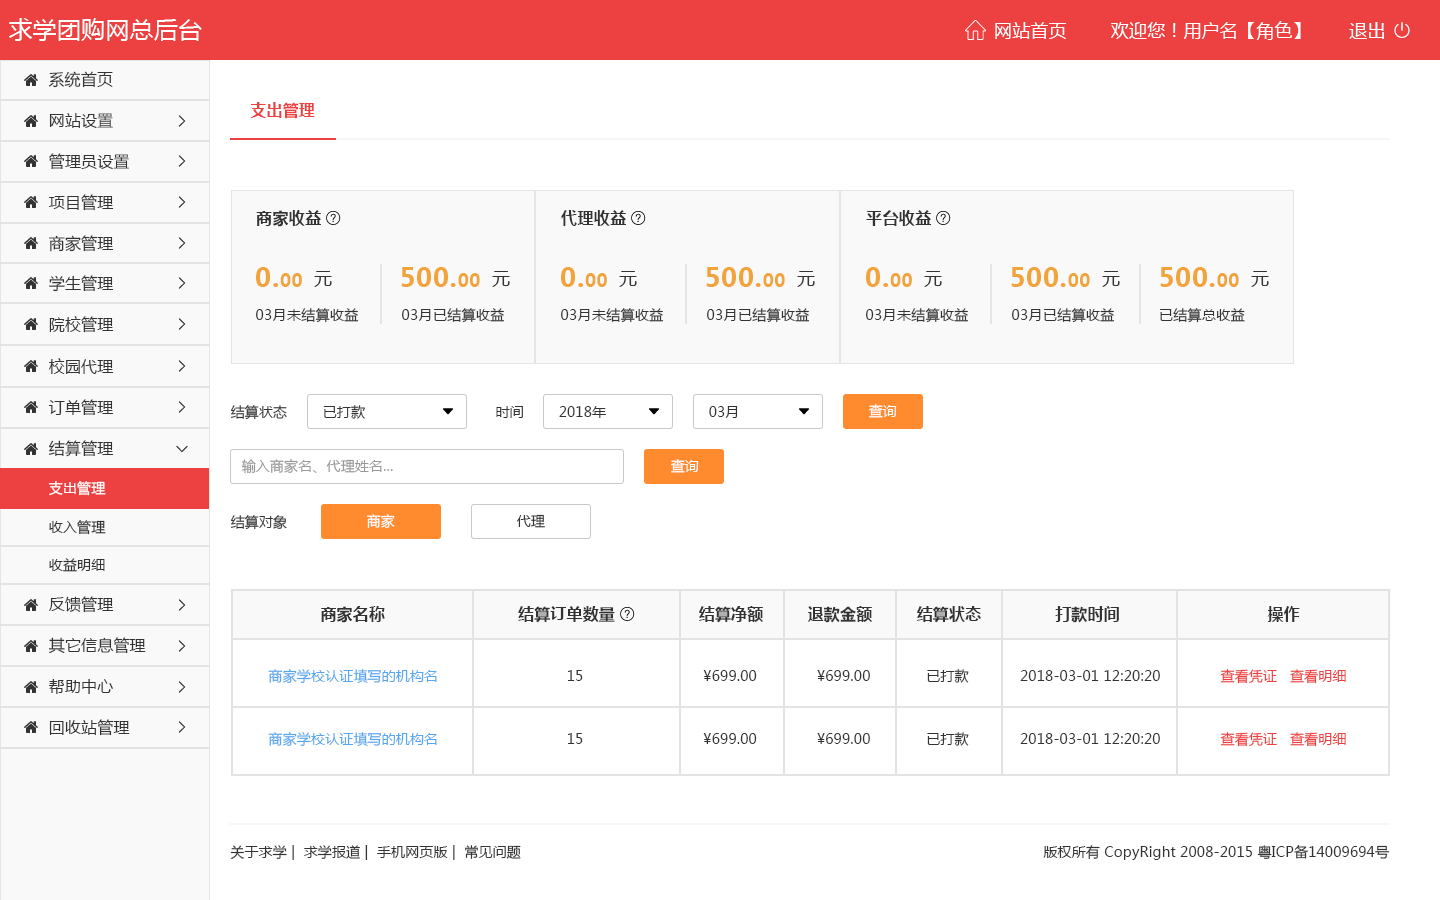 求学团购网总后台
网站首页
欢迎您！用户名【角色】
退出
系统首页
网站设置
管理员设置
项目管理
商家管理
学生管理
院校管理
校园代理
订单管理
结算管理
支出管理
收入管理
收益明细
反馈管理
其它信息管理
帮助中心
回收站管理
支出管理
商家收益
0.00 元
03月未结算收益
500.00 元
03月已结算收益
代理收益
0.00 元
03月未结算收益
500.00 元
03月已结算收益
平台收益
0.00 元
03月未结算收益
500.00 元
03月已结算收益
500.00 元
已结算总收益
结算状态 已打款 时间 2018年 03月 查询
输入商家名、代理姓名... 查询
结算对象 商家 代理
商家名称 结算订单数量 结算净额 退款金额 结算状态 打款时间 操作
商家学校认证填写的机构名 15 ¥699.00 ¥699.00 已打款 2018-03-01 12:20:20 查看凭证 查看明细
商家学校认证填写的机构名 15 ¥699.00 ¥699.00 已打款 2018-03-01 12:20:20 查看凭证 查看明细
关于求学 | 求学报道 | 手机网页版 | 常见问题
版权所有 CopyRight 2008-2015 粤ICP备14009694号